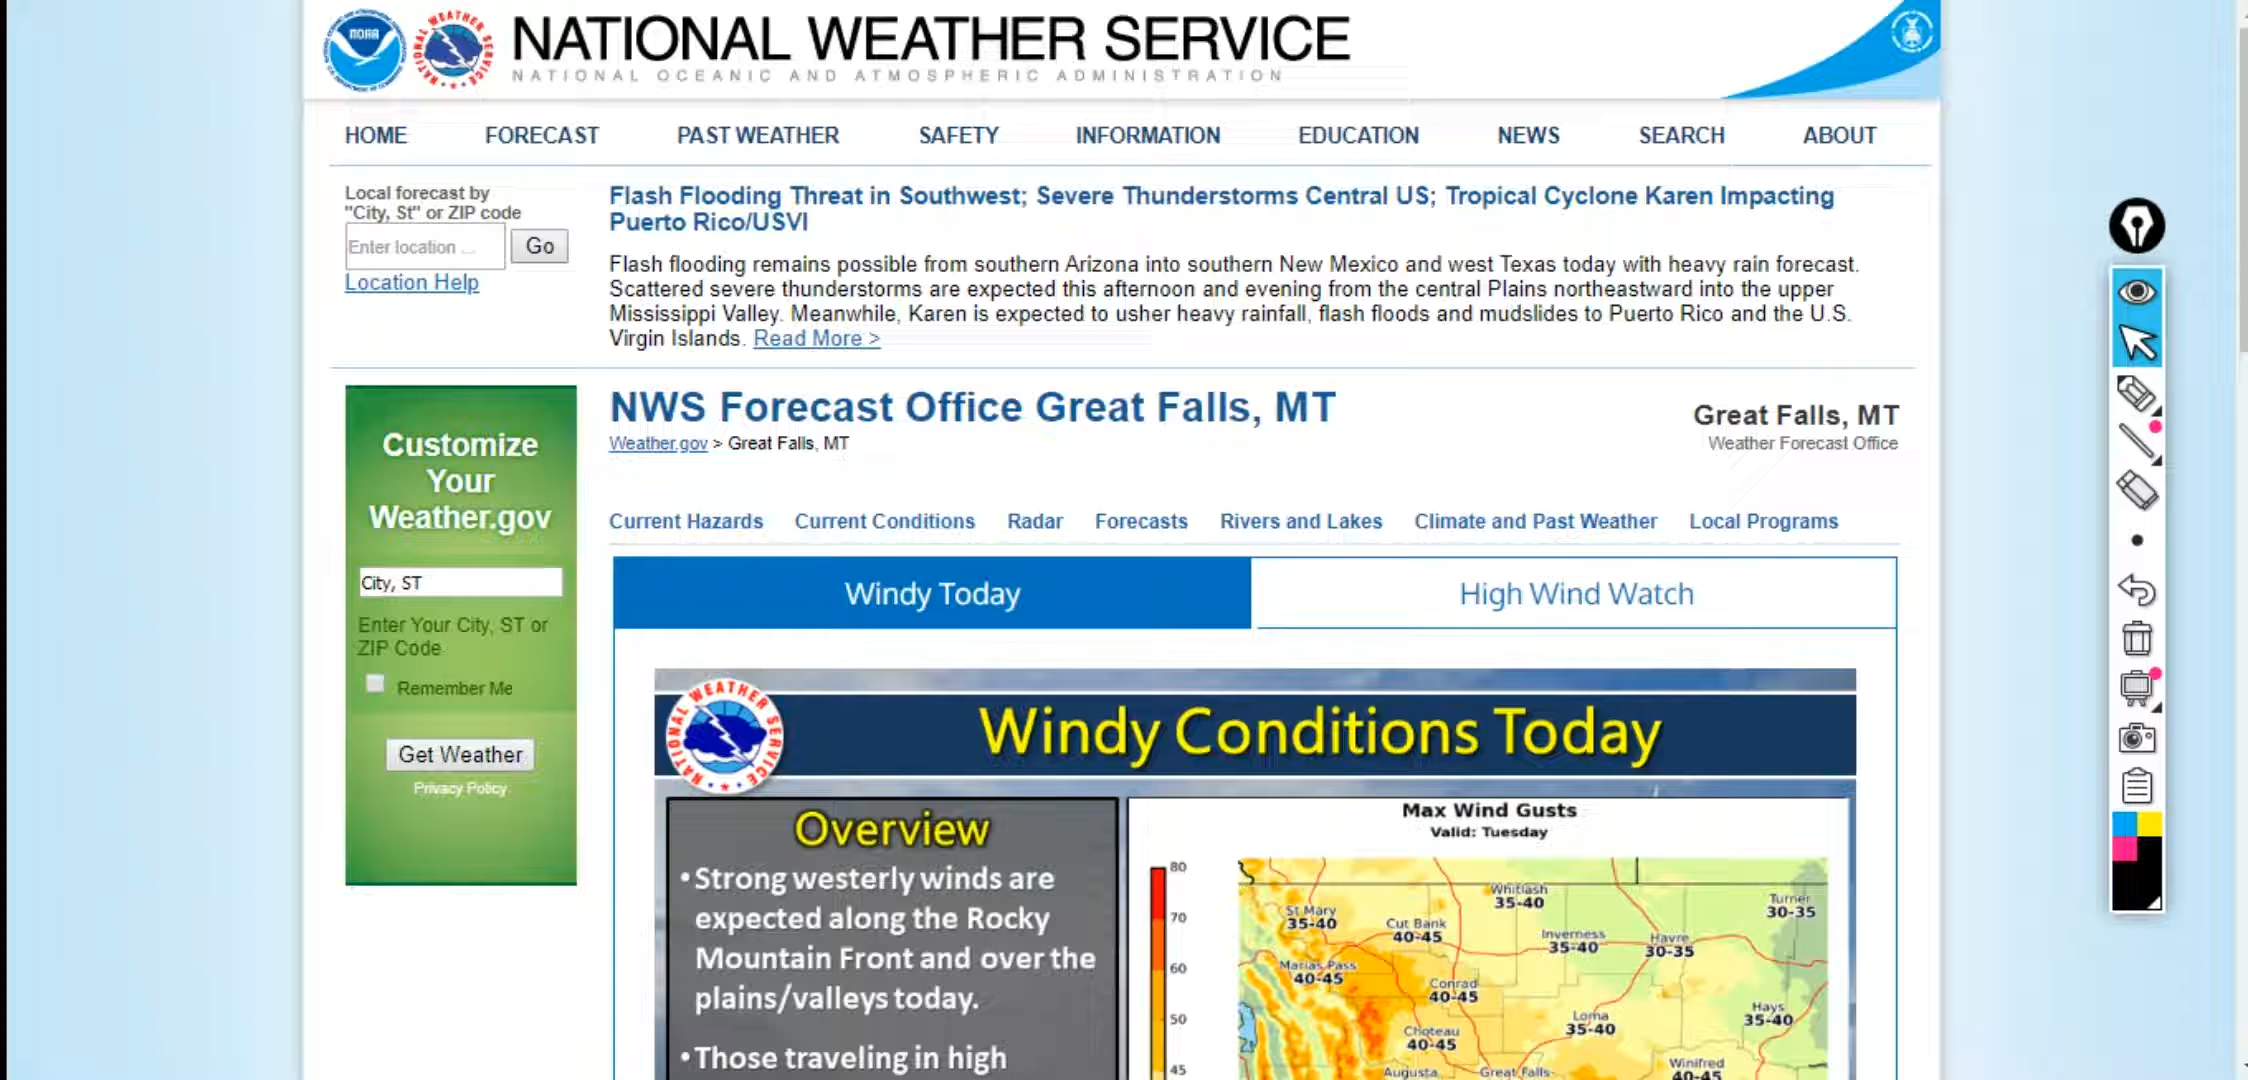 NOAA
NATIONAL WEATHER SERVICE
NATIONAL OCEANIC AND ATMOSPHERIC ADMINISTRATION
HOME FORECAST PAST WEATHER SAFETY INFORMATION EDUCATION NEWS SEARCH ABOUT
Local forecast by
"City, St" or ZIP code
Enter location ...
Go
Location Help
Flash Flooding Threat in Southwest; Severe Thunderstorms Central US; Tropical Cyclone Karen Impacting
Puerto Rico/USVI
Flash flooding remains possible from southern Arizona into southern New Mexico and west Texas today with heavy rain forecast.
Scattered severe thunderstorms are expected this afternoon and evening from the central Plains northeastward into the upper
Mississippi Valley. Meanwhile, Karen is expected to usher heavy rainfall, flash floods and mudslides to Puerto Rico and the U.S.
Virgin Islands. Read More >
Customize
Your
Weather.gov
City, ST
Enter Your City, ST or
ZIP Code
Remember Me
Get Weather
Privacy Policy
NWS Forecast Office Great Falls, MT
Weather.gov > Great Falls, MT
Great Falls, MT
Weather Forecast Office
Current Hazards Current Conditions Radar Forecasts Rivers and Lakes Climate and Past Weather Local Programs
Windy Today
High Wind Watch
NATIONAL WEATHER SERVICE
Windy Conditions Today
Overview
•Strong westerly winds are
expected along the Rocky
Mountain Front and over the
plains/valleys today.
•Those traveling in high
Max Wind Gusts
Valid: Tuesday
80
70
60
50
45
Whitlash
35-40
Turner
30-35
St Mary
35-40
Cut Bank
40-45
Inverness
35-40
Havre
30-35
Marias Pass
40-45
Conrad
40-45
Hays
35-40
Loma
35-40
Choteau
40-45
Winifred
40-45
Augusta
Great Falls